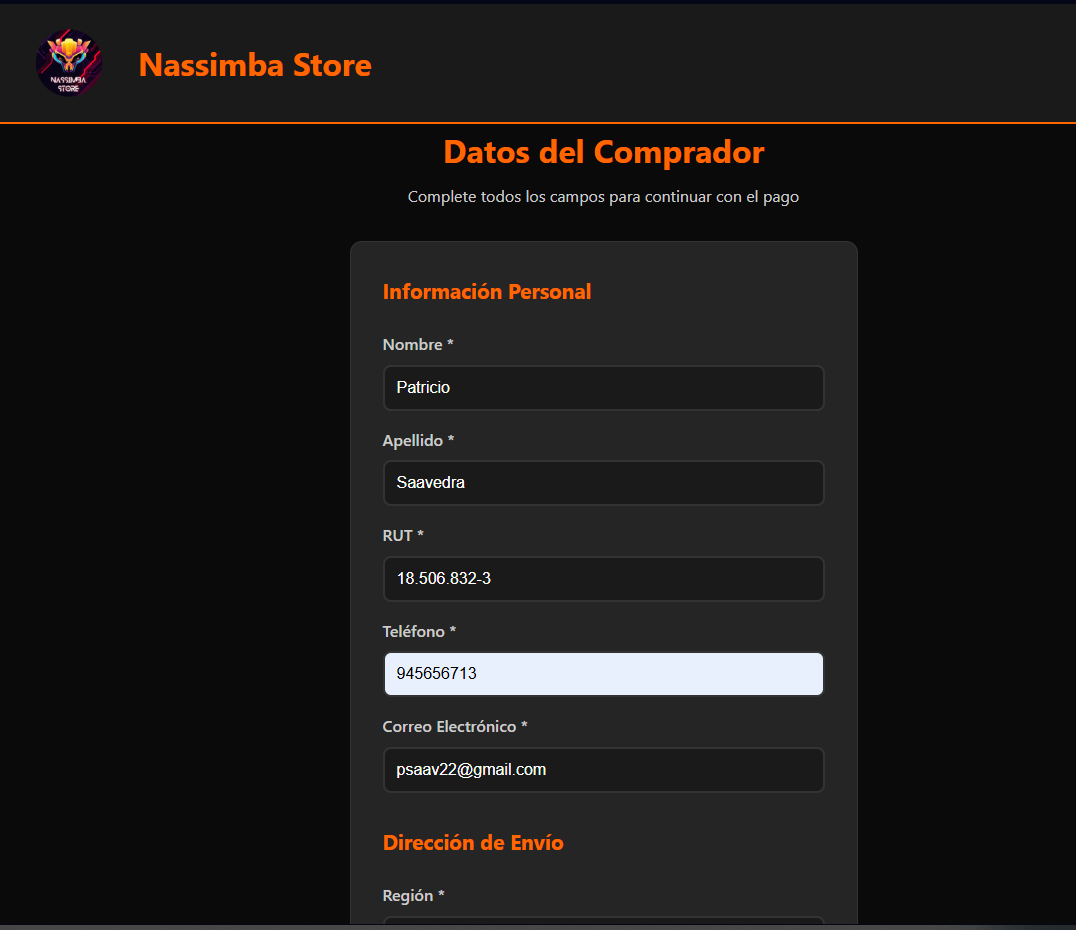 NASSIMBA
STORE
Nassimba Store
Datos del Comprador
Complete todos los campos para continuar con el pago
Información Personal
Nombre *
Patricio
Apellido *
Saavedra
RUT *
18.506.832-3
Teléfono *
945656713
Correo Electrónico *
psaav22@gmail.com
Dirección de Envío
Región *